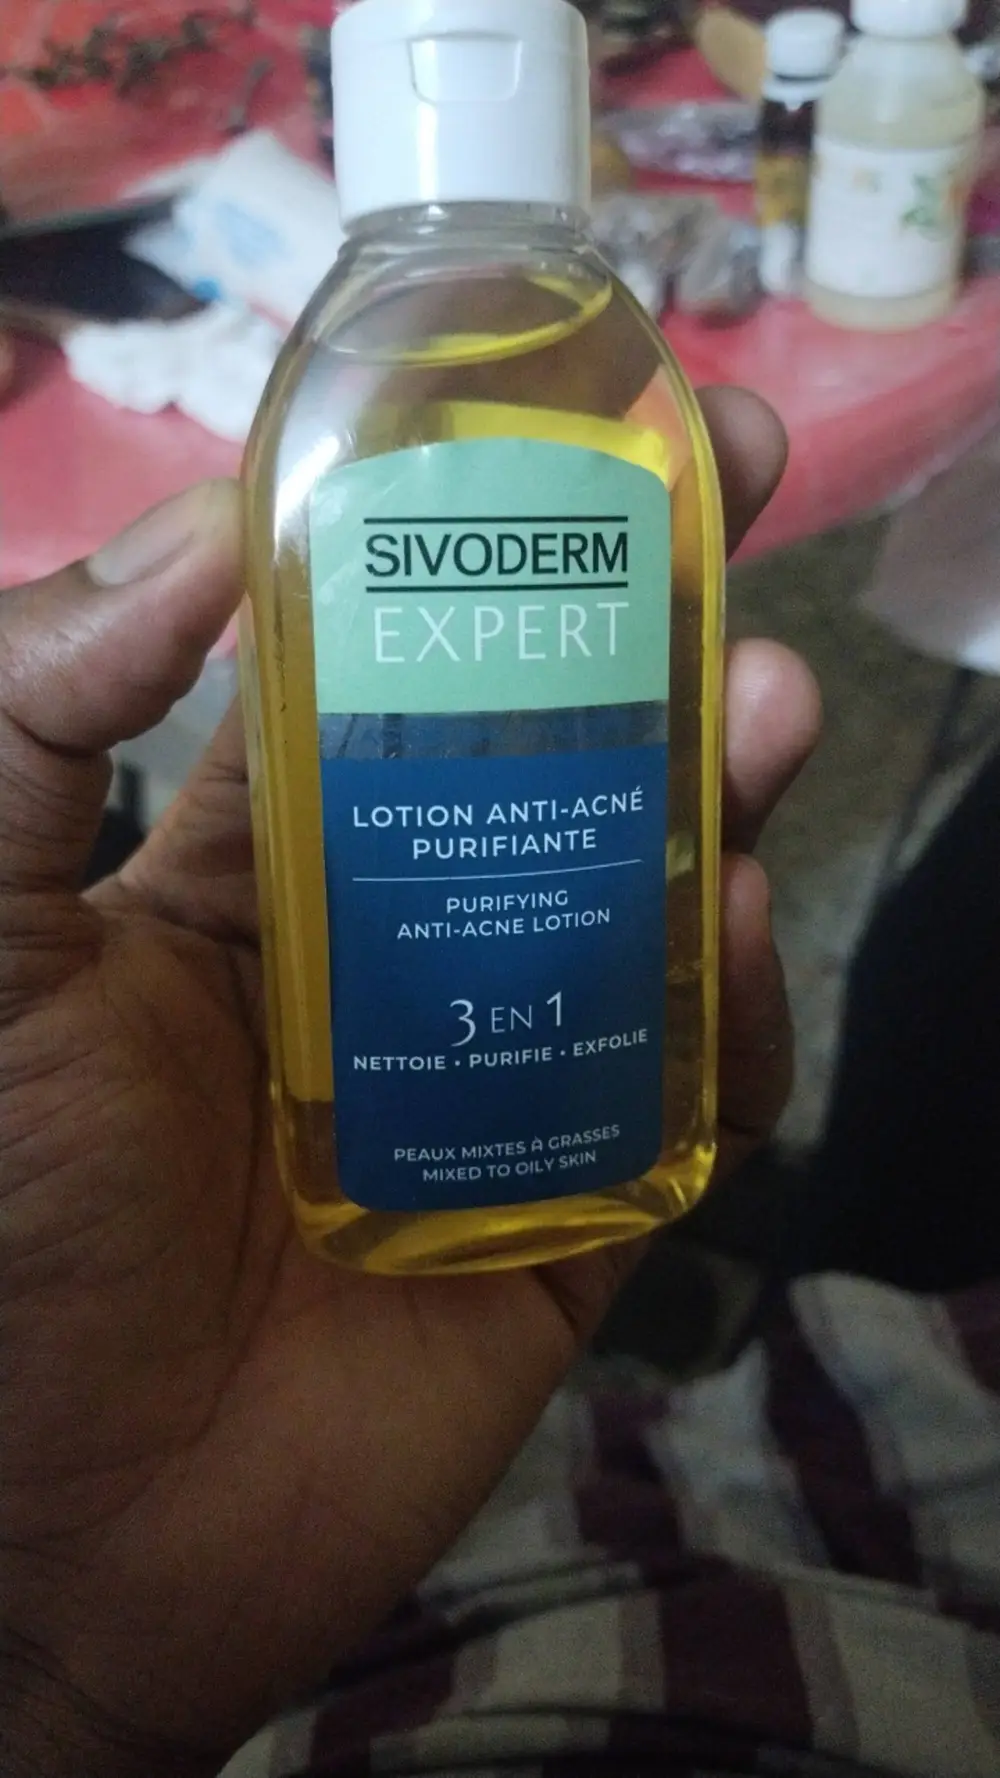 SIVODERM
EXPERT
LOTION ANTI-ACNÉ
PURIFIANTE
PURIFYING
ANTI-ACNE LOTION
3 EN 1
NETTOIE • PURIFIE • EXFOLIE
PEAUX MIXTES À GRASSES
MIXED TO OILY SKIN